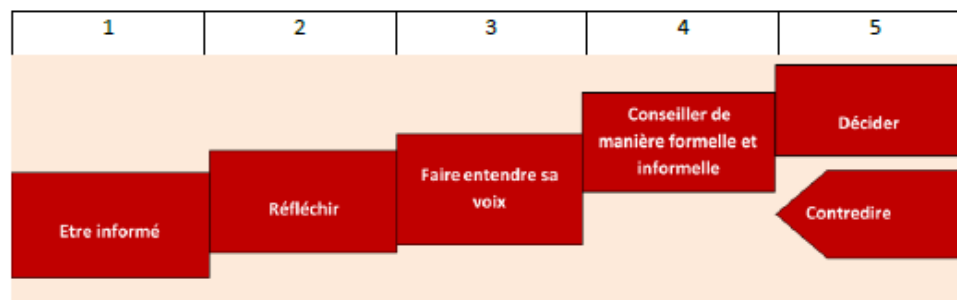 1
2
3
4
5
Etre informé
Réfléchir
Faire entendre sa
voix
Conseiller de
manière formelle et
informelle
Décider
Contredire